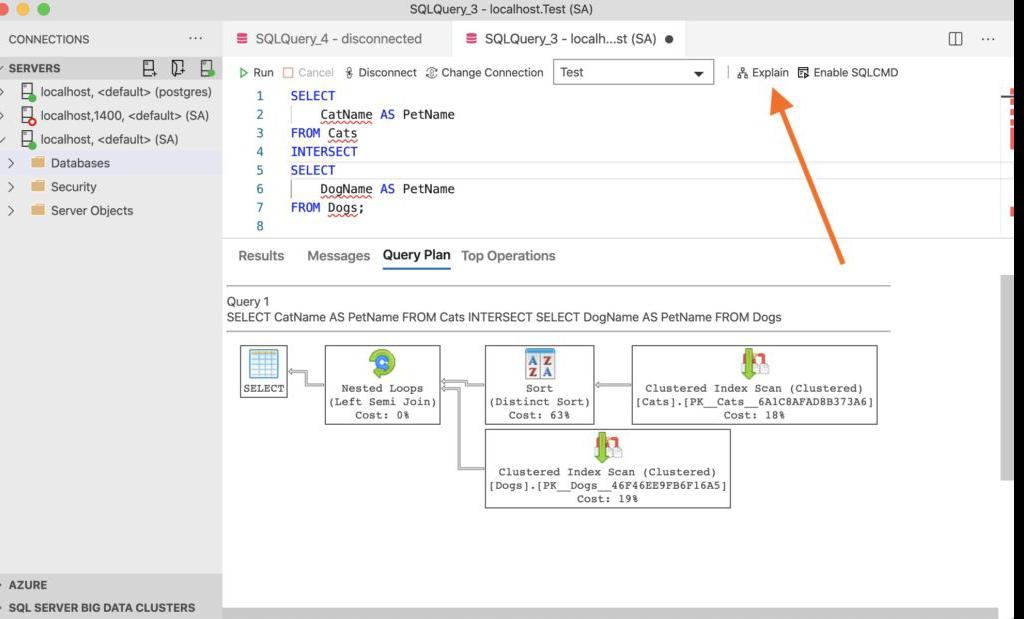 SQLQuery_3 - localhost.Test (SA)
CONNECTIONS ···
SQLQuery_4 - disconnected
SQLQuery_3 - localh...st (SA) ●
···
SERVERS
Run Cancel Disconnect Change Connection Test Explain Enable SQLCMD
localhost, <default> (postgres)
localhost,1400, <default> (SA)
localhost, <default> (SA)
Databases
Security
Server Objects
1 SELECT
2 CatName AS PetName
3 FROM Cats
4 INTERSECT
5 SELECT
6 DogName AS PetName
7 FROM Dogs;
8
Results Messages Query Plan Top Operations
Query 1
SELECT CatName AS PetName FROM Cats INTERSECT SELECT DogName AS PetName FROM Dogs
SELECT
Nested Loops
(Left Semi Join)
Cost: 0%
Sort
(Distinct Sort)
Cost: 63%
Clustered Index Scan (Clustered)
[Cats].[PK__Cats__6A1C8AFAD8B373A6]
Cost: 18%
Clustered Index Scan (Clustered)
[Dogs].[PK__Dogs__46F46EE9FB6F16A5]
Cost: 19%
AZURE
SQL SERVER BIG DATA CLUSTERS